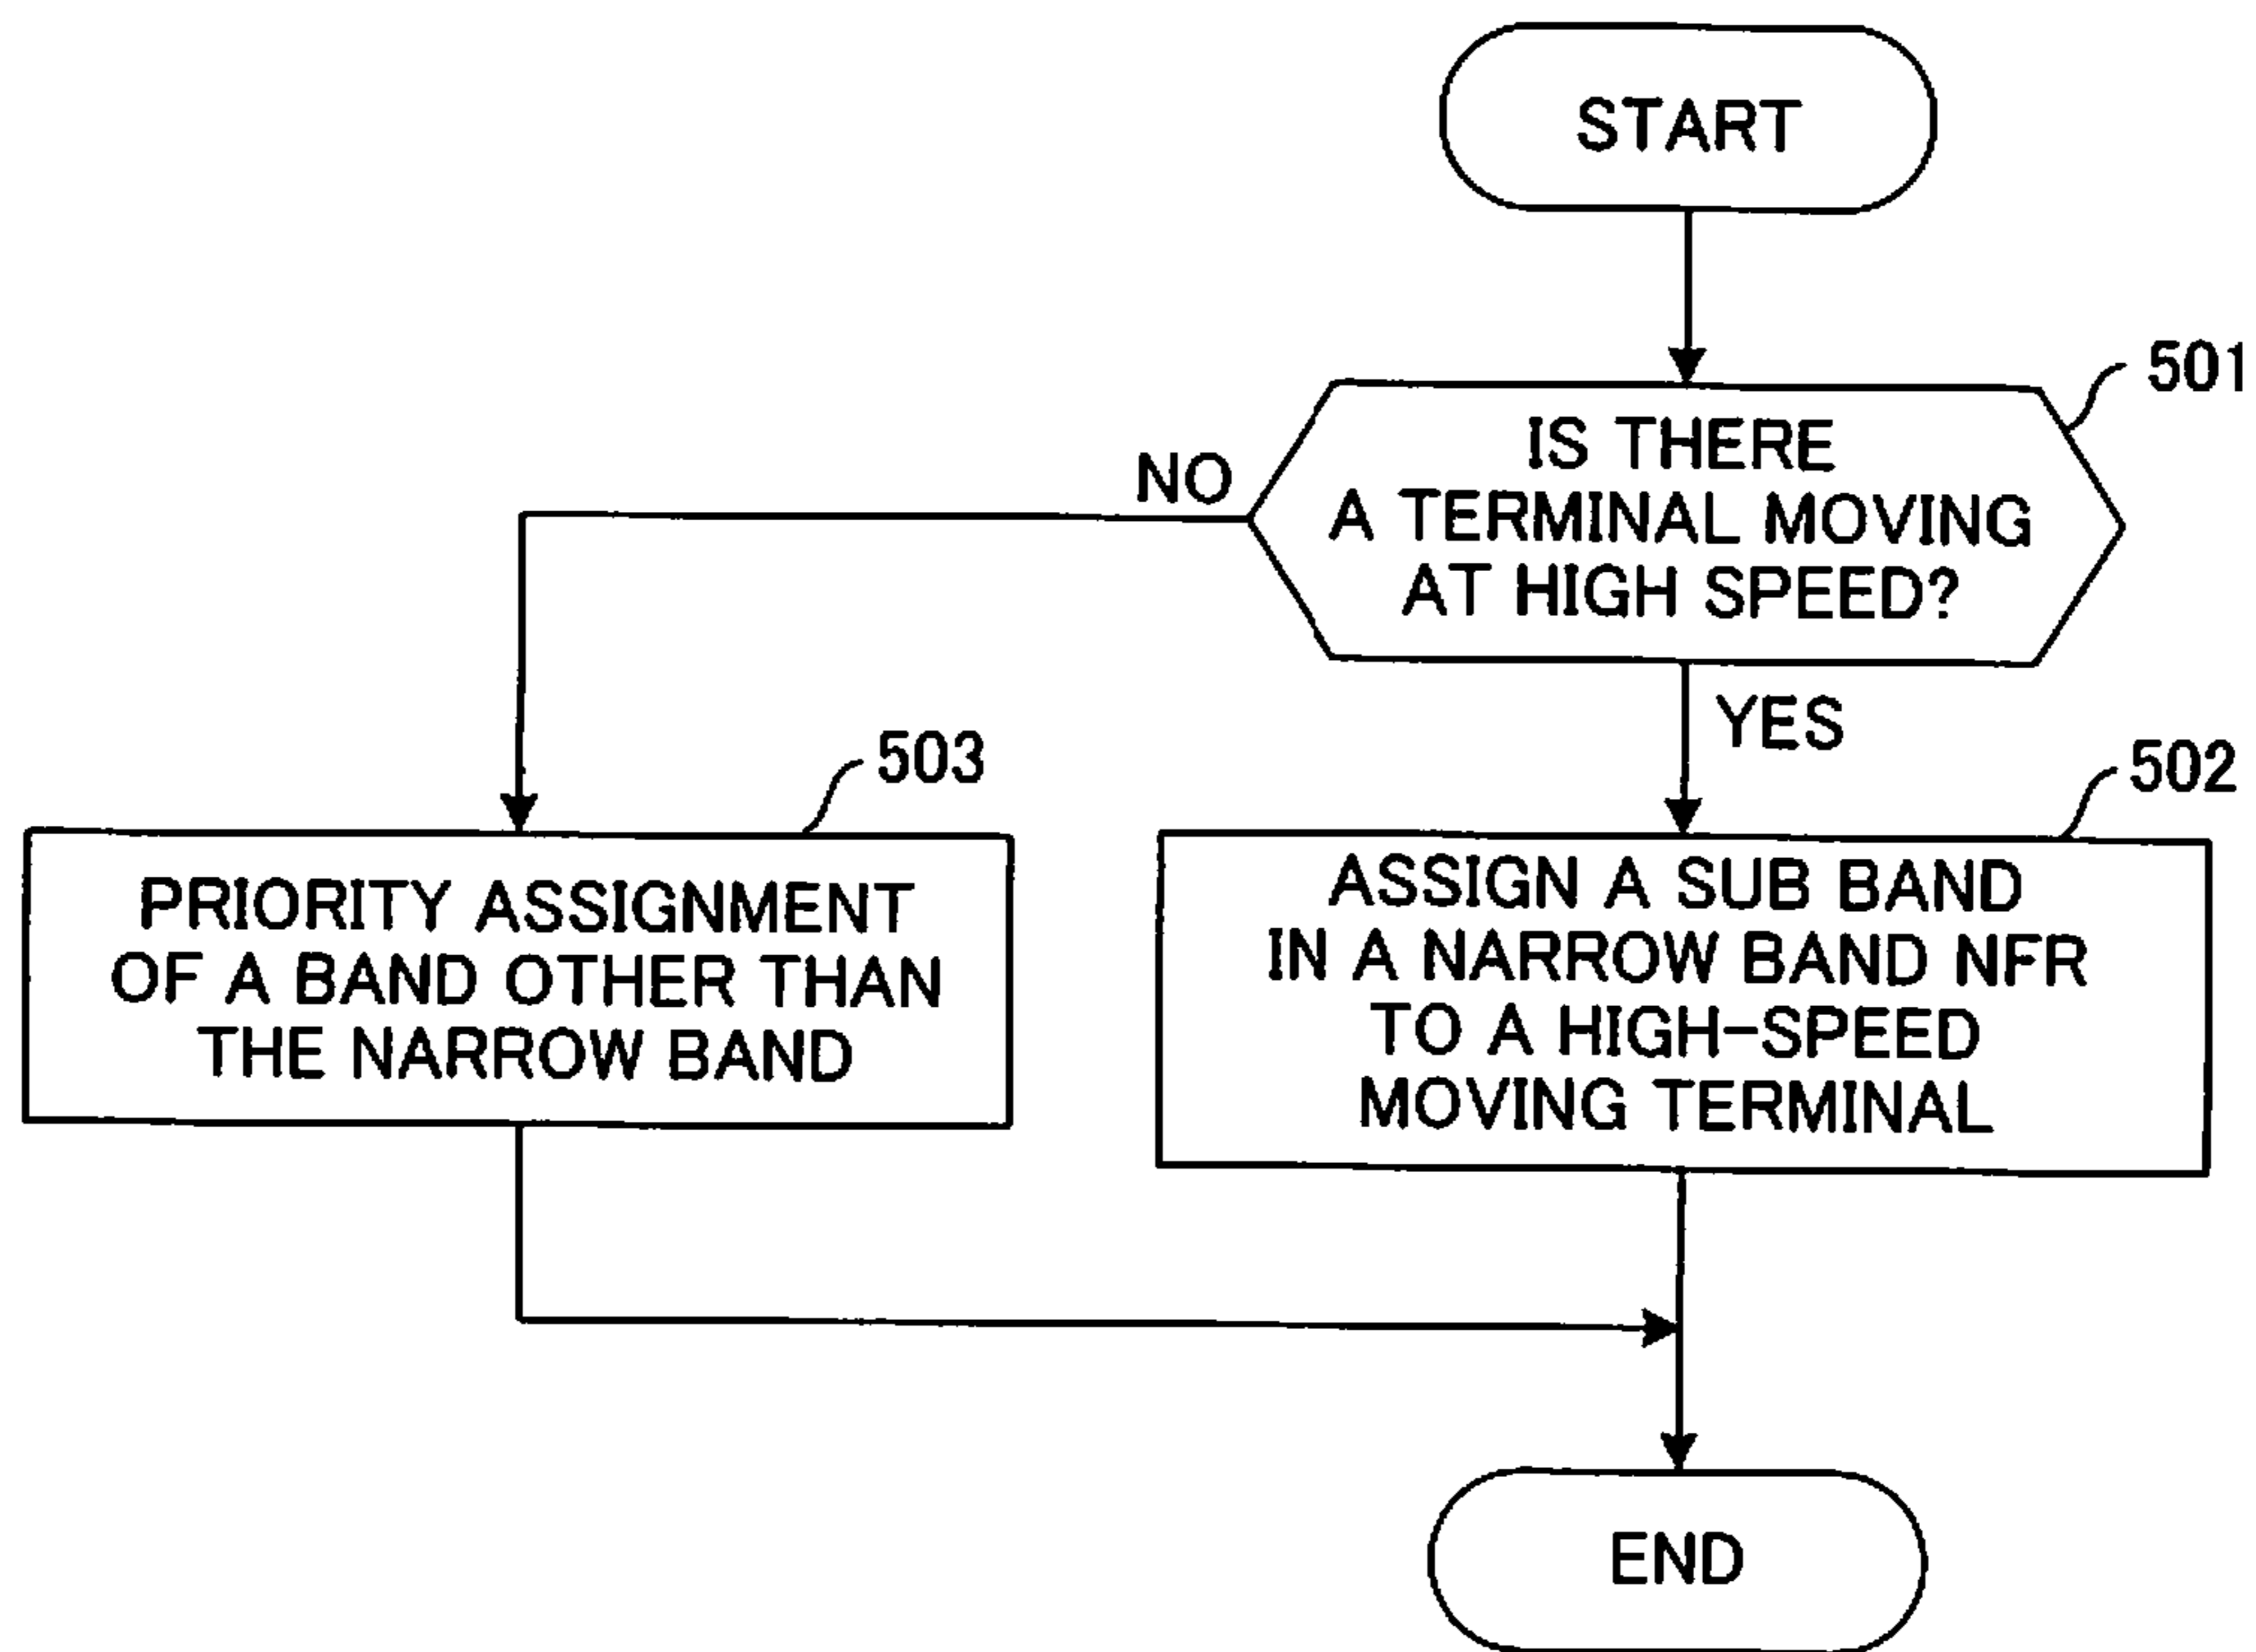 START
501
IS THERE
A TERMINAL MOVING
AT HIGH SPEED?
NO
YES
503
502
PRIORITY ASSIGNMENT
OF A BAND OTHER THAN
THE NARROW BAND
ASSIGN A SUB BAND
IN A NARROW BAND NFR
TO A HIGH-SPEED
MOVING TERMINAL
END